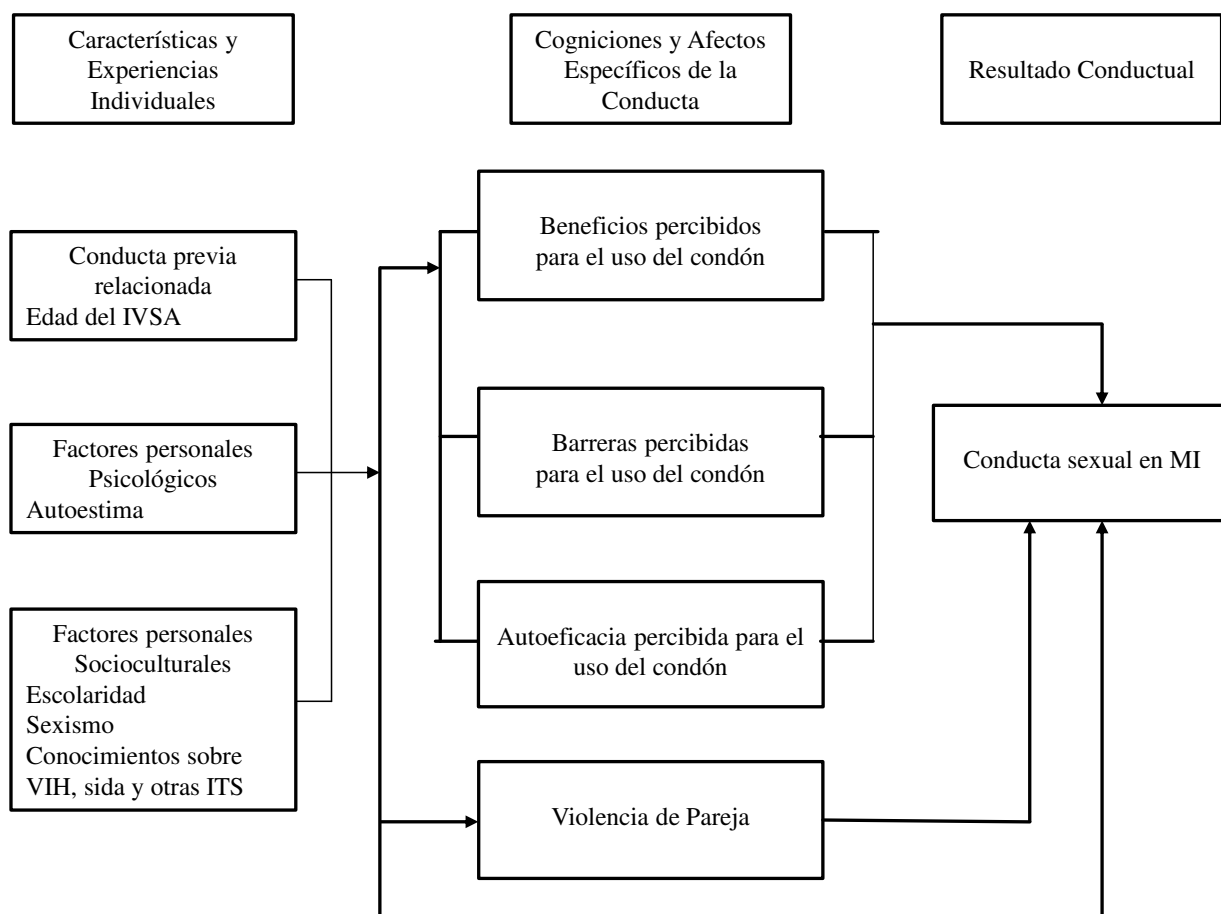 Características y
Experiencias
Individuales
Cogniciones y Afectos
Específicos de la
Conducta
Resultado Conductual
Conducta previa
relacionada
Edad del IVSA
Factores personales
Psicológicos
Autoestima
Factores personales
Socioculturales
Escolaridad
Sexismo
Conocimientos sobre
VIH, sida y otras ITS
Beneficios percibidos
para el uso del condón
Barreras percibidas
para el uso del condón
Autoeficacia percibida para el
uso del condón
Violencia de Pareja
Conducta sexual en MI